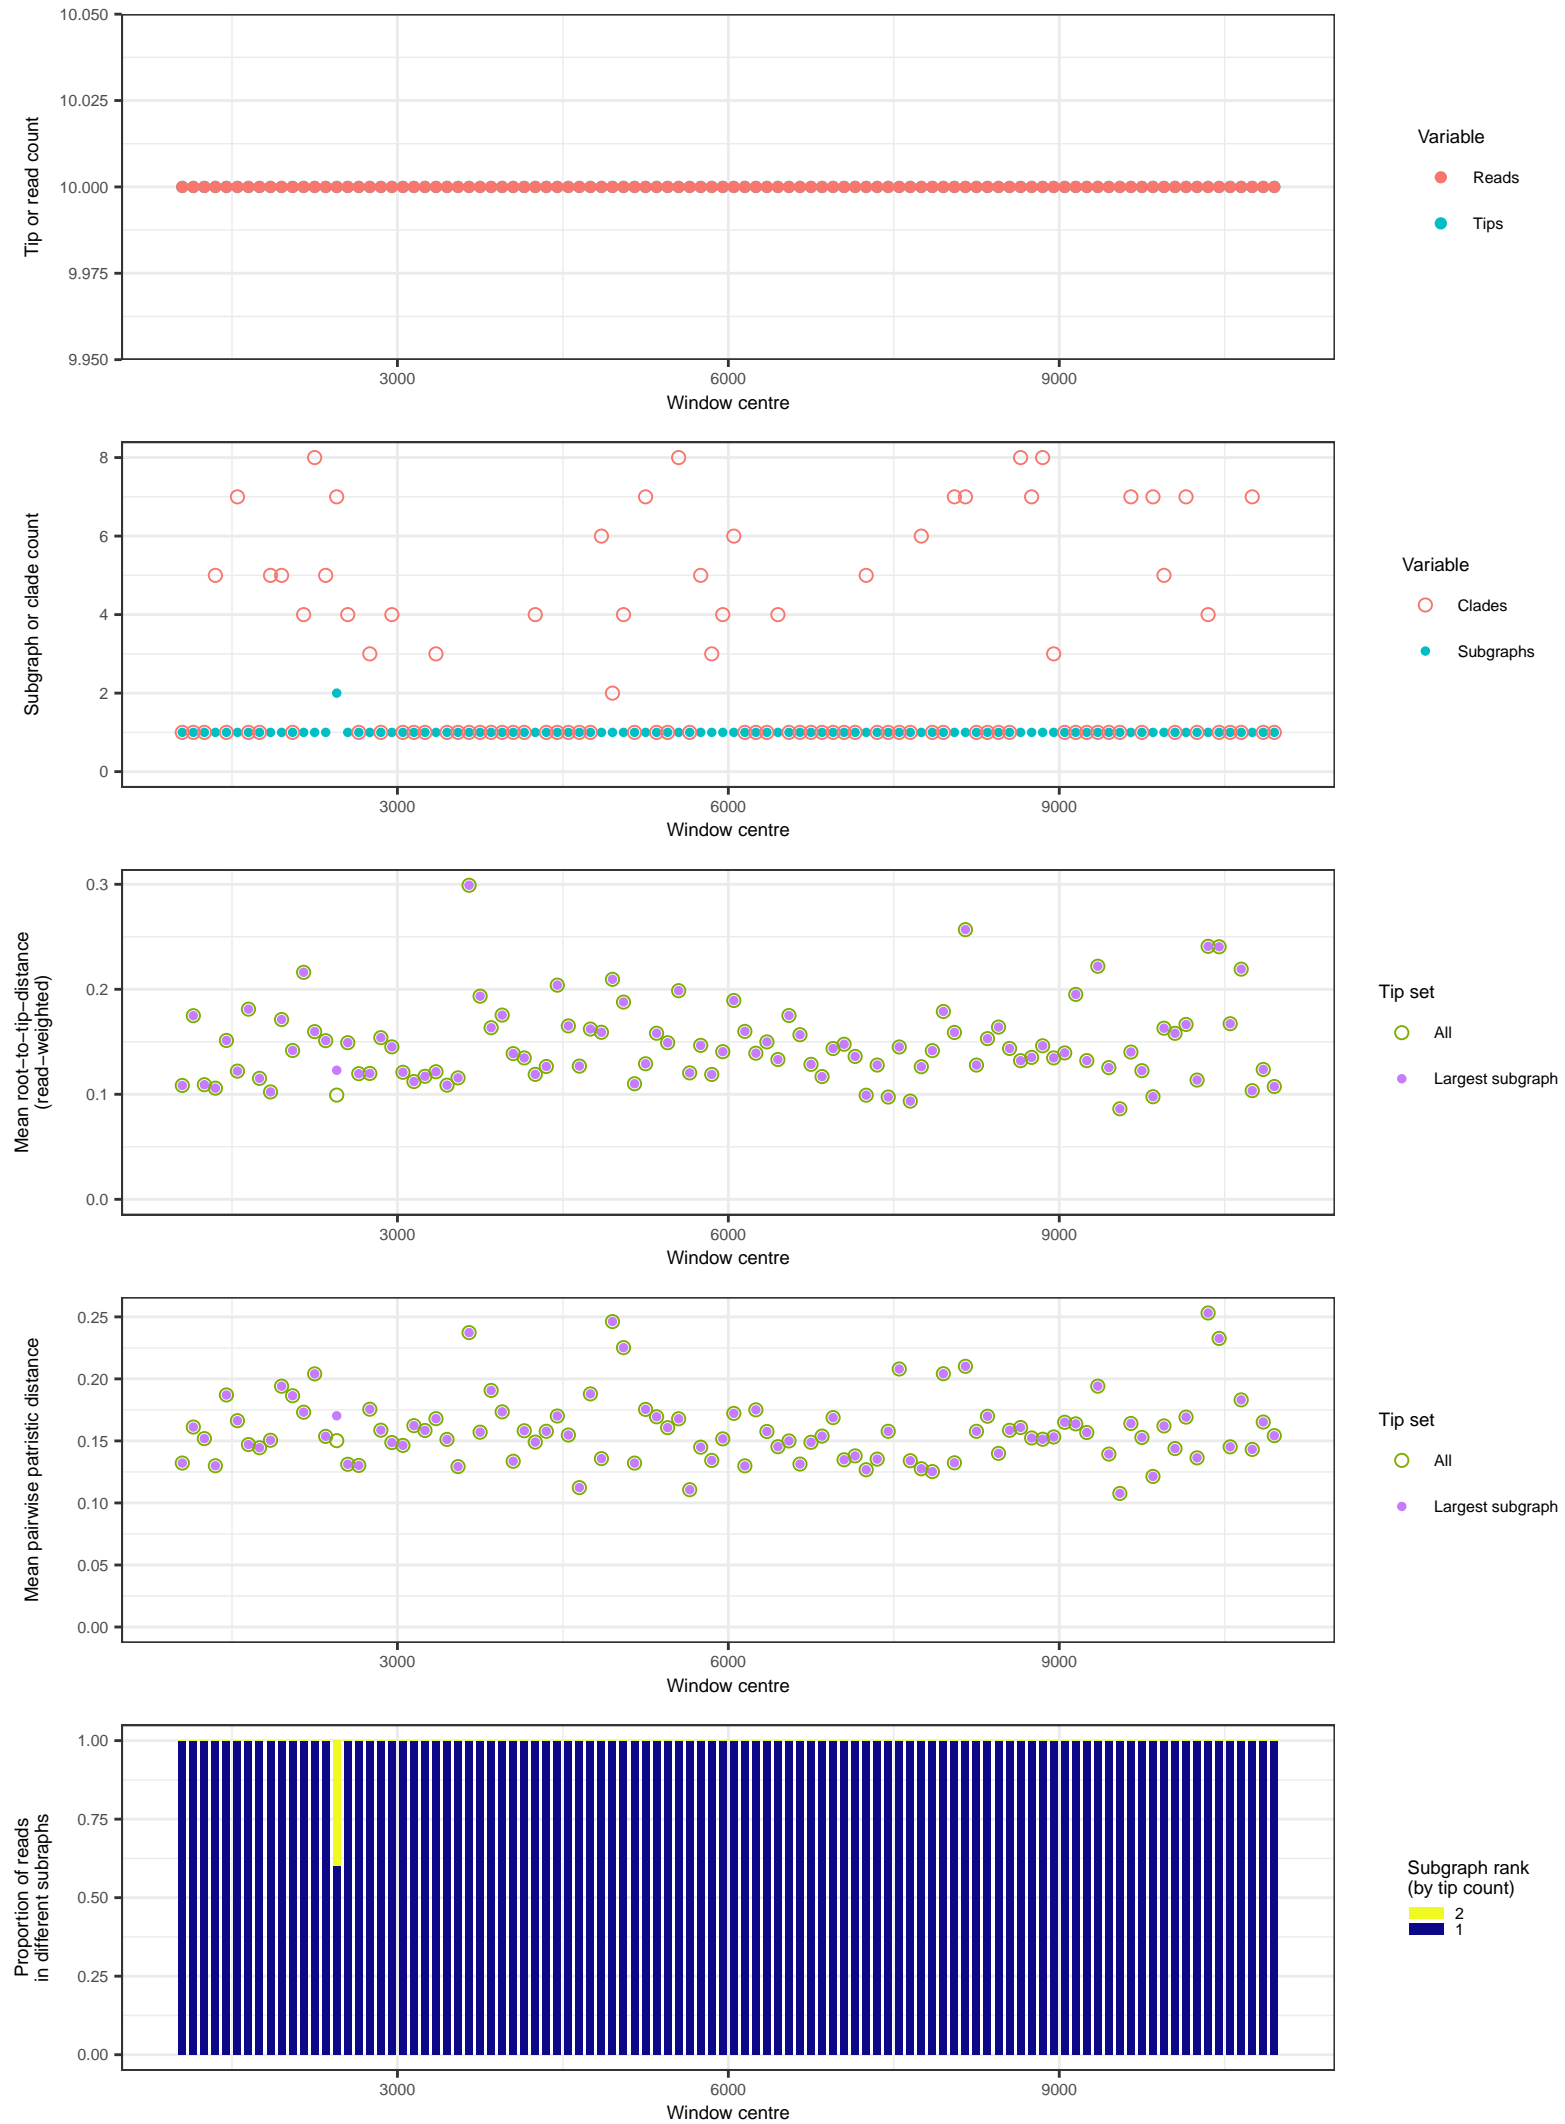 10.050
10.025
10.000
9.975
9.950
Tip or read count
3000 6000 9000
Window centre
Variable
Reads
Tips
8
6
4
2
0
Subgraph or clade count
3000 6000 9000
Window centre
Variable
Clades
Subgraphs
0.3
0.2
0.1
0.0
Mean root−to−tip−distance
(read−weighted)
3000 6000 9000
Window centre
Tip set
All
Largest subgraph
0.25
0.20
0.15
0.10
0.05
0.00
Mean pairwise patristic distance
3000 6000 9000
Window centre
Tip set
All
Largest subgraph
1.00
0.75
0.50
0.25
0.00
Proportion of reads
in different subraphs
3000 6000 9000
Window centre
Subgraph rank
(by tip count)
2
1